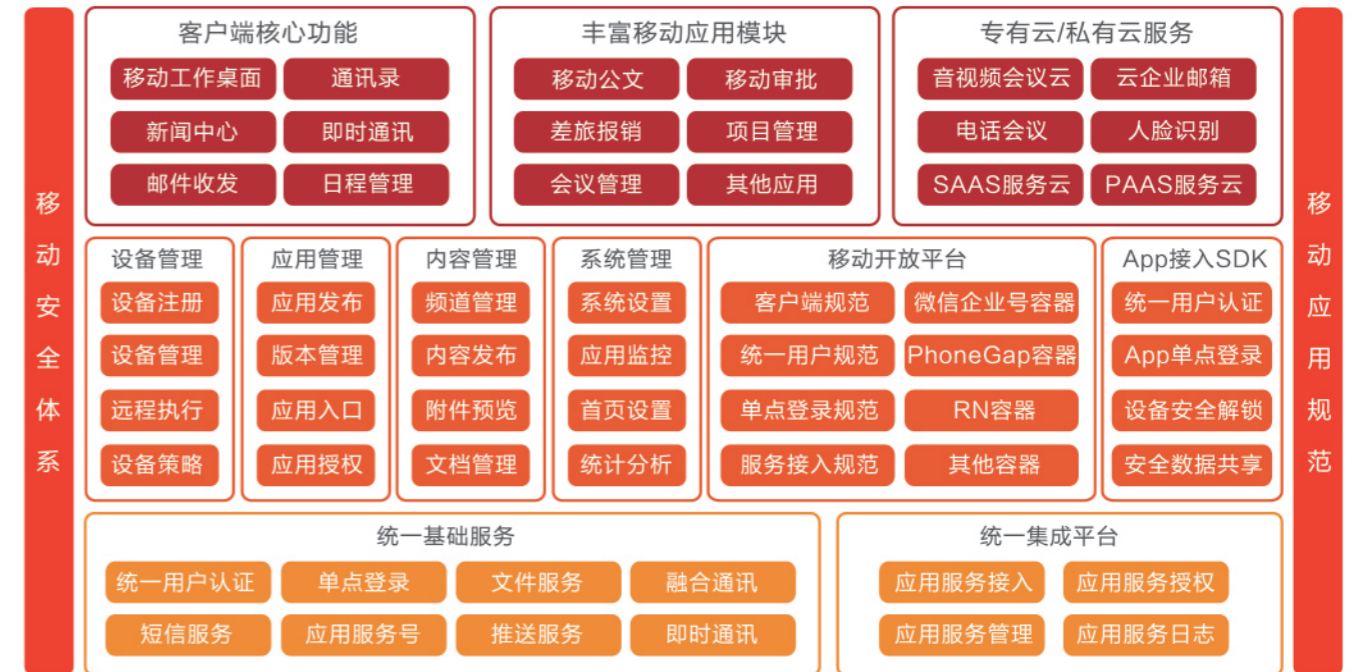 移动安全体系
客户端核心功能
移动工作桌面
通讯录
新闻中心
即时通讯
邮件收发
日程管理
丰富移动应用模块
移动公文
移动审批
差旅报销
项目管理
会议管理
其他应用
专有云/私有云服务
音视频会议云
云企业邮箱
电话会议
人脸识别
SAAS服务云
PAAS服务云
设备管理
设备注册
设备管理
远程执行
设备策略
应用管理
应用发布
版本管理
应用入口
应用授权
内容管理
频道管理
内容发布
附件预览
文档管理
系统管理
系统设置
应用监控
首页设置
统计分析
移动开放平台
客户端规范
微信企业号容器
统一用户规范
PhoneGap容器
单点登录规范
RN容器
服务接入规范
其他容器
App接入SDK
统一用户认证
App单点登录
设备安全解锁
安全数据共享
统一基础服务
统一用户认证
单点登录
文件服务
融合通讯
短信服务
应用服务号
推送服务
即时通讯
统一集成平台
应用服务接入
应用服务授权
应用服务管理
应用服务日志
移动应用规范